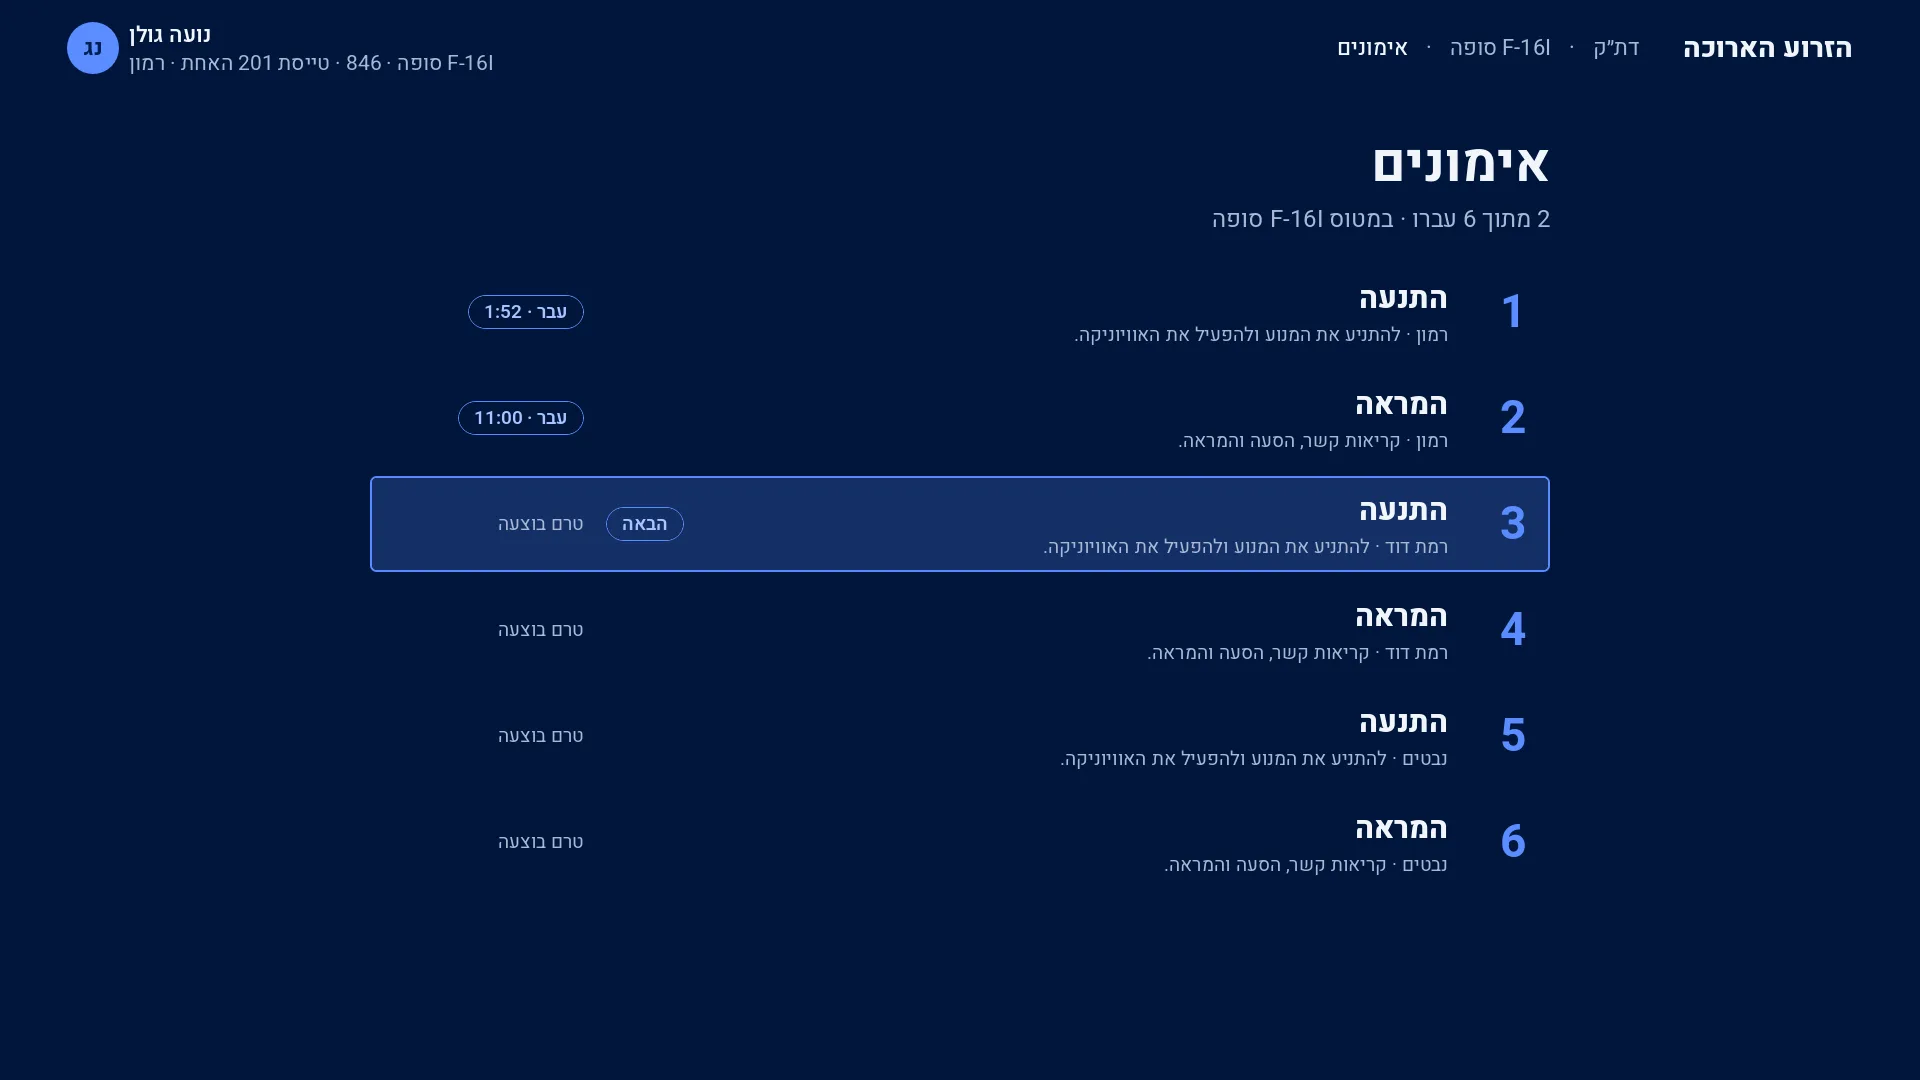 הזרוע הארוכה
דת״ק · F-16I סופה · אימונים
נועה גולן
F-16I סופה · 846 · טייסת 201 האחת · רמון
נג
אימונים
2 מתוך 6 עברו · במטוס F-16I סופה
1
התנעה
רמון · להתניע את המנוע ולהפעיל את האוויוניקה.
עבר · 1:52
2
המראה
רמון · קריאות קשר, הסעה והמראה.
עבר · 11:00
3
התנעה
רמת דוד · להתניע את המנוע ולהפעיל את האוויוניקה.
הבאה
טרם בוצעה
4
המראה
רמת דוד · קריאות קשר, הסעה והמראה.
טרם בוצעה
5
התנעה
נבטים · להתניע את המנוע ולהפעיל את האוויוניקה.
טרם בוצעה
6
המראה
נבטים · קריאות קשר, הסעה והמראה.
טרם בוצעה